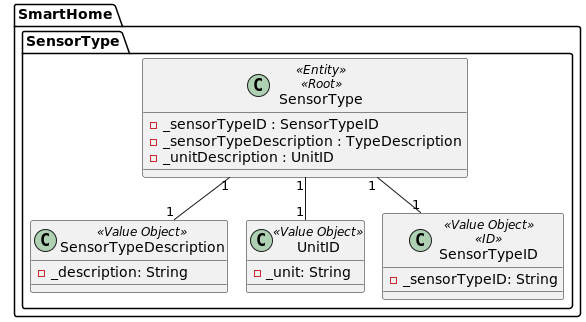 SmartHome
SensorType
«Entity»
«Root»
C
SensorType
_sensorTypeID : SensorTypeID
_sensorTypeDescription : TypeDescription
_unitDescription : UnitID
1 1 1
1 1 1
C «Value Object»
SensorTypeDescription
_description: String
C «Value Object»
UnitID
_unit: String
C «Value Object»
«ID»
SensorTypeID
_sensorTypeID: String